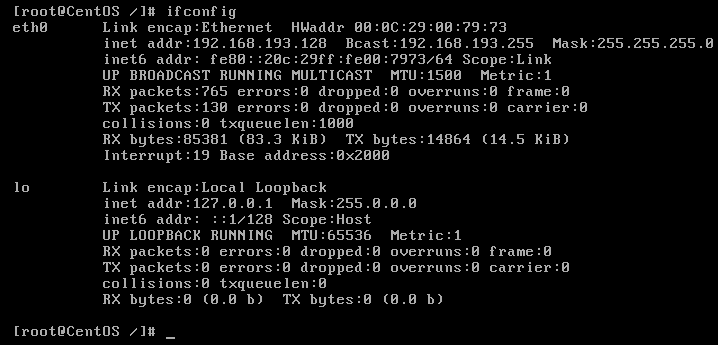 [root@CentOS /]# ifconfig
eth0 Link encap:Ethernet HWaddr 00:0C:29:00:79:73
inet addr:192.168.193.128 Bcast:192.168.193.255 Mask:255.255.255.0
inet6 addr: fe80::20c:29ff:fe00:7973/64 Scope:Link
UP BROADCAST RUNNING MULTICAST MTU:1500 Metric:1
RX packets:765 errors:0 dropped:0 overruns:0 frame:0
TX packets:130 errors:0 dropped:0 overruns:0 carrier:0
collisions:0 txqueuelen:1000
RX bytes:85381 (83.3 KiB) TX bytes:14864 (14.5 KiB)
Interrupt:19 Base address:0x2000
lo Link encap:Local Loopback
inet addr:127.0.0.1 Mask:255.0.0.0
inet6 addr: ::1/128 Scope:Host
UP LOOPBACK RUNNING MTU:65536 Metric:1
RX packets:0 errors:0 dropped:0 overruns:0 frame:0
TX packets:0 errors:0 dropped:0 overruns:0 carrier:0
collisions:0 txqueuelen:0
RX bytes:0 (0.0 b) TX bytes:0 (0.0 b)
[root@CentOS /]# _